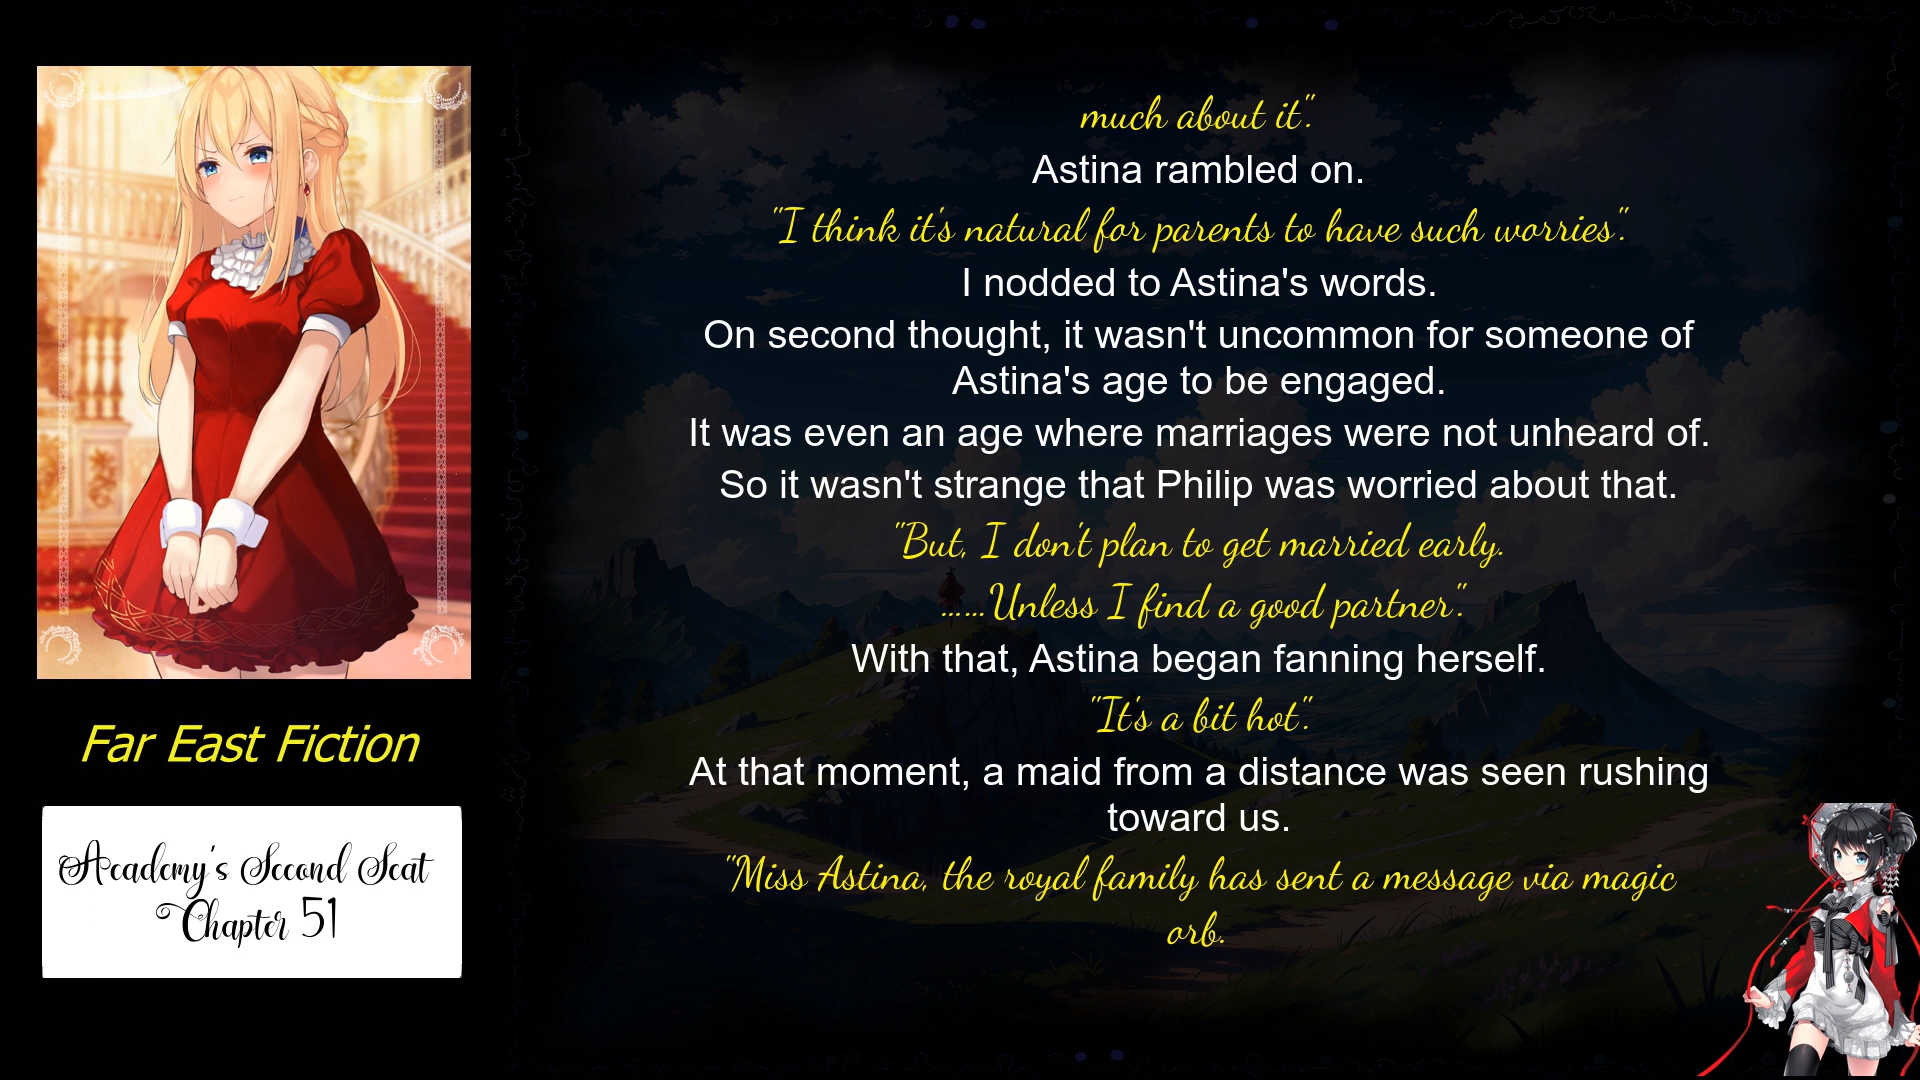 much about it".
Astina rambled on.
"I think it's natural for parents to have such worries".
I nodded to Astina's words.
On second thought, it wasn't uncommon for someone of
Astina's age to be engaged.
It was even an age where marriages were not unheard of.
So it wasn't strange that Philip was worried about that.
"But, I don't plan to get married early.
......Unless I find a good partner".
With that, Astina began fanning herself.
"It's a bit hot".
At that moment, a maid from a distance was seen rushing
toward us.
"Miss Astina, the royal family has sent a message via magic
orb.
Far East Fiction
Academy's Second Seat
Chapter 51